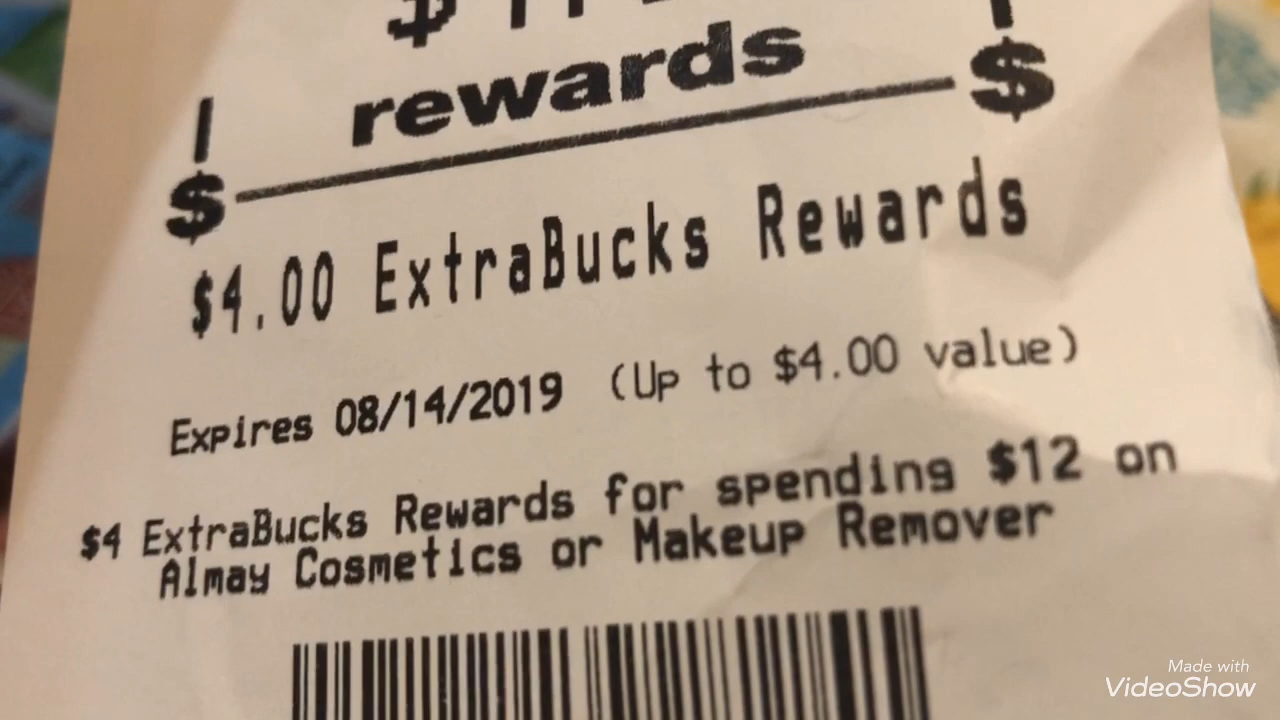 rewards
$ $
$4.00 ExtraBucks Rewards
Expires 08/14/2019 (Up to $4.00 value)
$4 ExtraBucks Rewards for spending $12 on
Almay Cosmetics or Makeup Remover
Made with
VideoShow